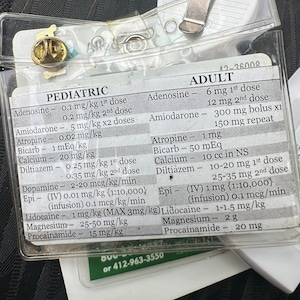 42-36008
PEDIATRIC ADULT
Adenosine – 0.1 mg/kg 1st dose
0.2 mg/kg 2nd dose
Amiodarone – 5 mg/kg x2 doses
Atropine – 0.02 mg/kg
Bicarb – 1 mEq/kg
Calcium – 20 mg/kg
Diltiazem – 0.25 mg/kg 1st dose
0.35 mg/kg 2nd dose
Dopamine – 2-20 mcg/kg/min
Epi – (IV) 0.01 mg/kg {1:10,000}
(infusion) 0.1 mcg/kg/min
Lidocaine – 1 mg/kg (MAX 3mg/kg)
Magnesium – 25-50 mg/kg
Procainamide – 15 mg/kg
Adenosine – 6 mg 1st dose
12 mg 2nd dose
Amiodarone – 300 mg bolus x1
150 mg repeat
Atropine – 1 mg
Bicarb – 50 mEq
Calcium – 10 cc in NS
Diltiazem – 10-20 mg 1st dose
25-35 mg 2nd dose
Epi – (IV) 1 mg {1:10,000}
(infusion) 0.1 mcg/min
Lidocaine – 1-1.5 mg/kg
Magnesium – 2 g
Procainamide – 20 mg
or 412-963-3550